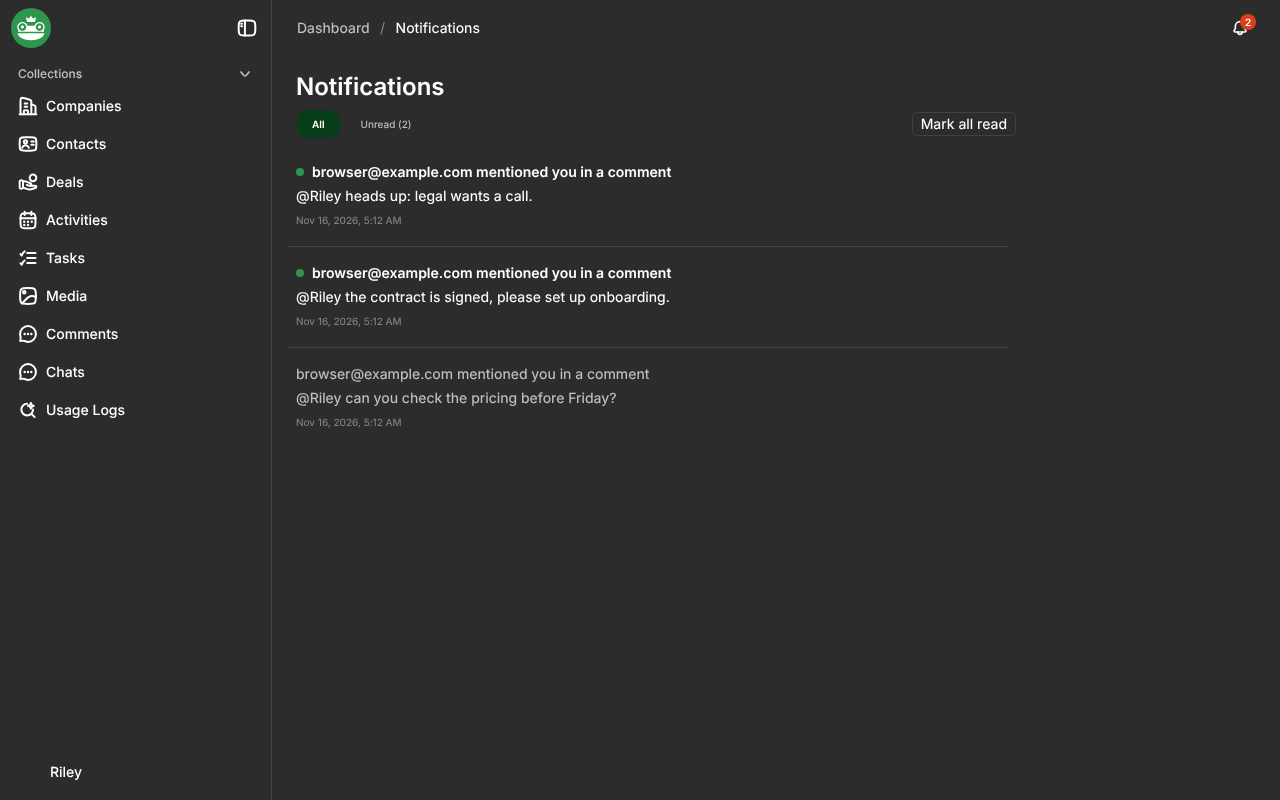 Dashboard / Notifications
2
Collections
Companies
Contacts
Deals
Activities
Tasks
Media
Comments
Chats
Usage Logs
Riley
Notifications
All
Unread (2)
Mark all read
browser@example.com mentioned you in a comment
@Riley heads up: legal wants a call.
Nov 16, 2026, 5:12 AM
browser@example.com mentioned you in a comment
@Riley the contract is signed, please set up onboarding.
Nov 16, 2026, 5:12 AM
browser@example.com mentioned you in a comment
@Riley can you check the pricing before Friday?
Nov 16, 2026, 5:12 AM